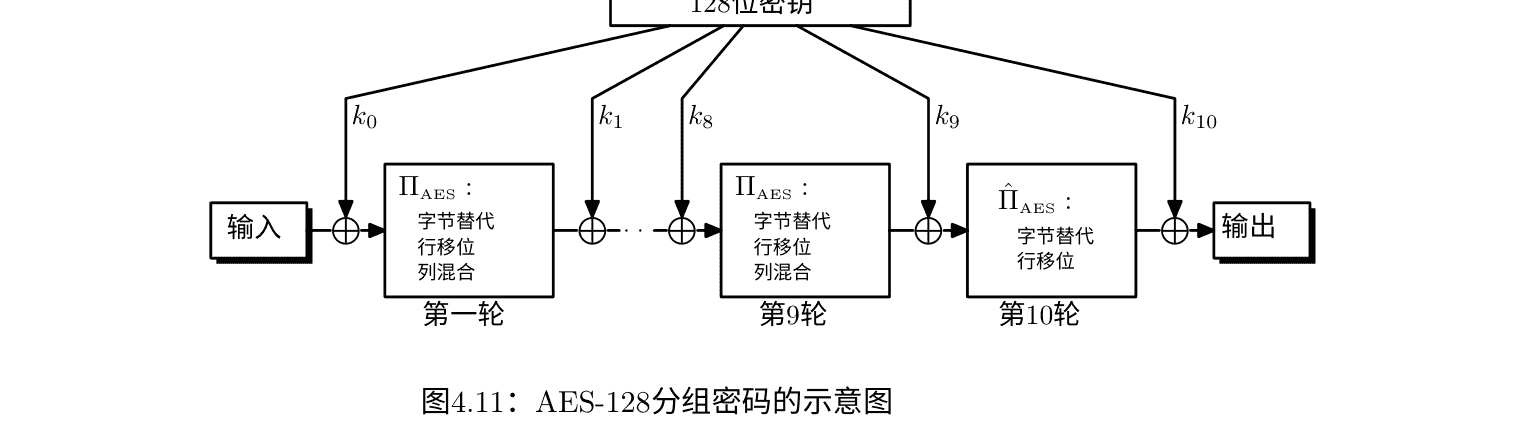 128位密钥
k₀
k₁
k₈
k₉
k₁₀
输入
Π_AES :
字节替代
行移位
列混合
第一轮
· ·
Π_AES :
字节替代
行移位
列混合
第9轮
Π̂_AES :
字节替代
行移位
第10轮
输出
图4.11：AES-128分组密码的示意图